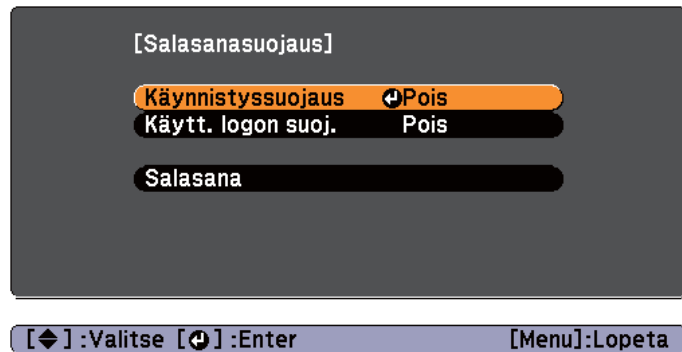 [Salasanasuojaus]
Käynnistyssuojaus Pois
Käytt. logon suoj. Pois
Salasana
[◆]:Valitse [↵]:Enter [Menu]:Lopeta